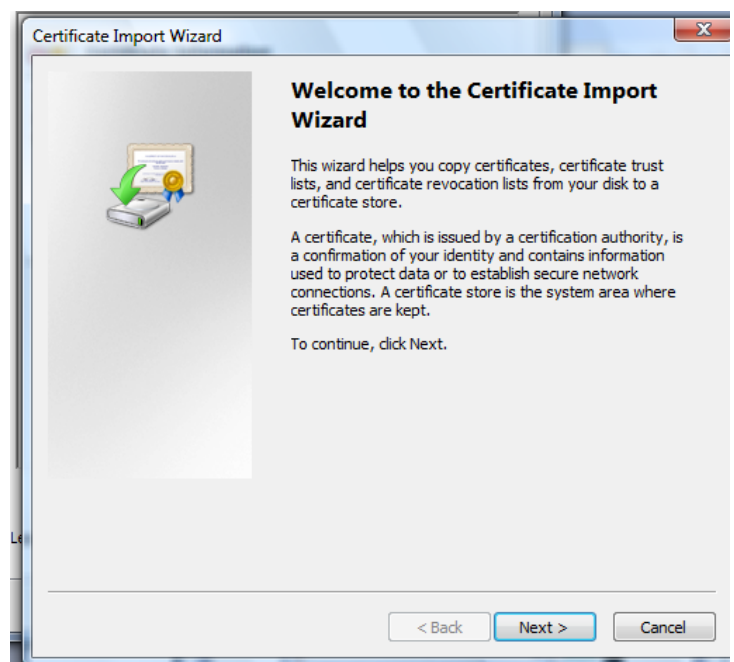 Certificate Import Wizard
Welcome to the Certificate Import
Wizard
This wizard helps you copy certificates, certificate trust
lists, and certificate revocation lists from your disk to a
certificate store.
A certificate, which is issued by a certification authority, is
a confirmation of your identity and contains information
used to protect data or to establish secure network
connections. A certificate store is the system area where
certificates are kept.
To continue, click Next.
< Back
Next >
Cancel